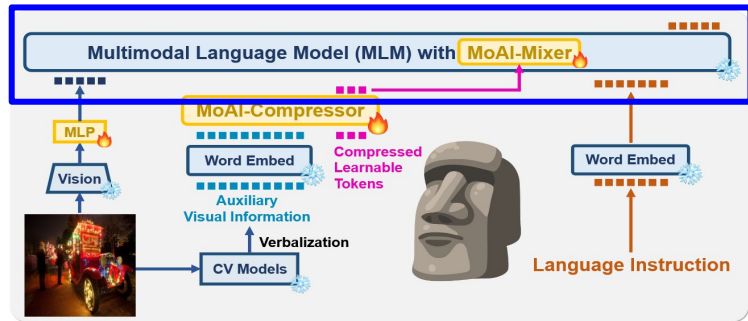 Multimodal Language Model (MLM) with MoAI-Mixer
MoAI-Compressor
MLP
Word Embed
Compressed
Learnable
Tokens
Word Embed
Vision
Auxiliary
Visual Information
Verbalization
CV Models
Language Instruction